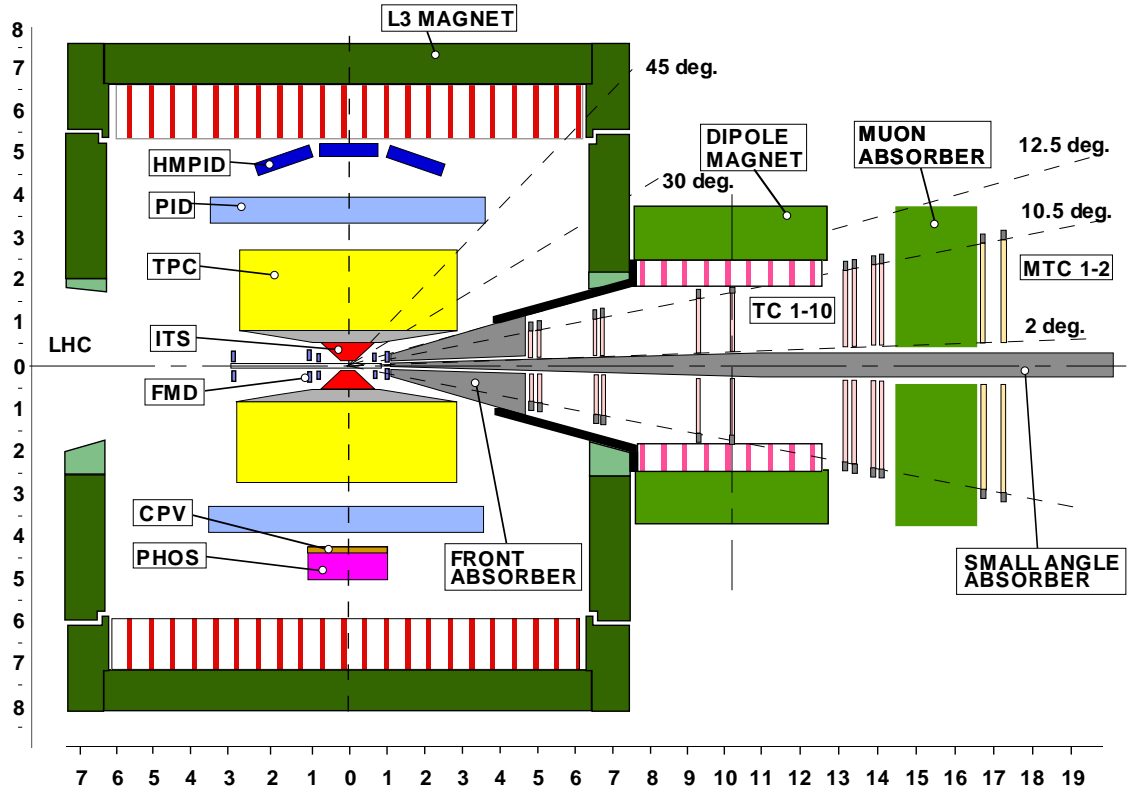 L3 MAGNET
45 deg.
HMPID
DIPOLE
MAGNET
MUON
ABSORBER
12.5 deg.
30 deg.
PID
10.5 deg.
TPC
MTC 1-2
TC 1-10
ITS
2 deg.
LHC
FMD
CPV
PHOS
FRONT
ABSORBER
SMALL ANGLE
ABSORBER
8
7
6
5
4
3
2
1
0
1
2
3
4
5
6
7
8
7 6 5 4 3 2 1 0 1 2 3 4 5 6 7 8 9 10 11 12 13 14 15 16 17 18 19